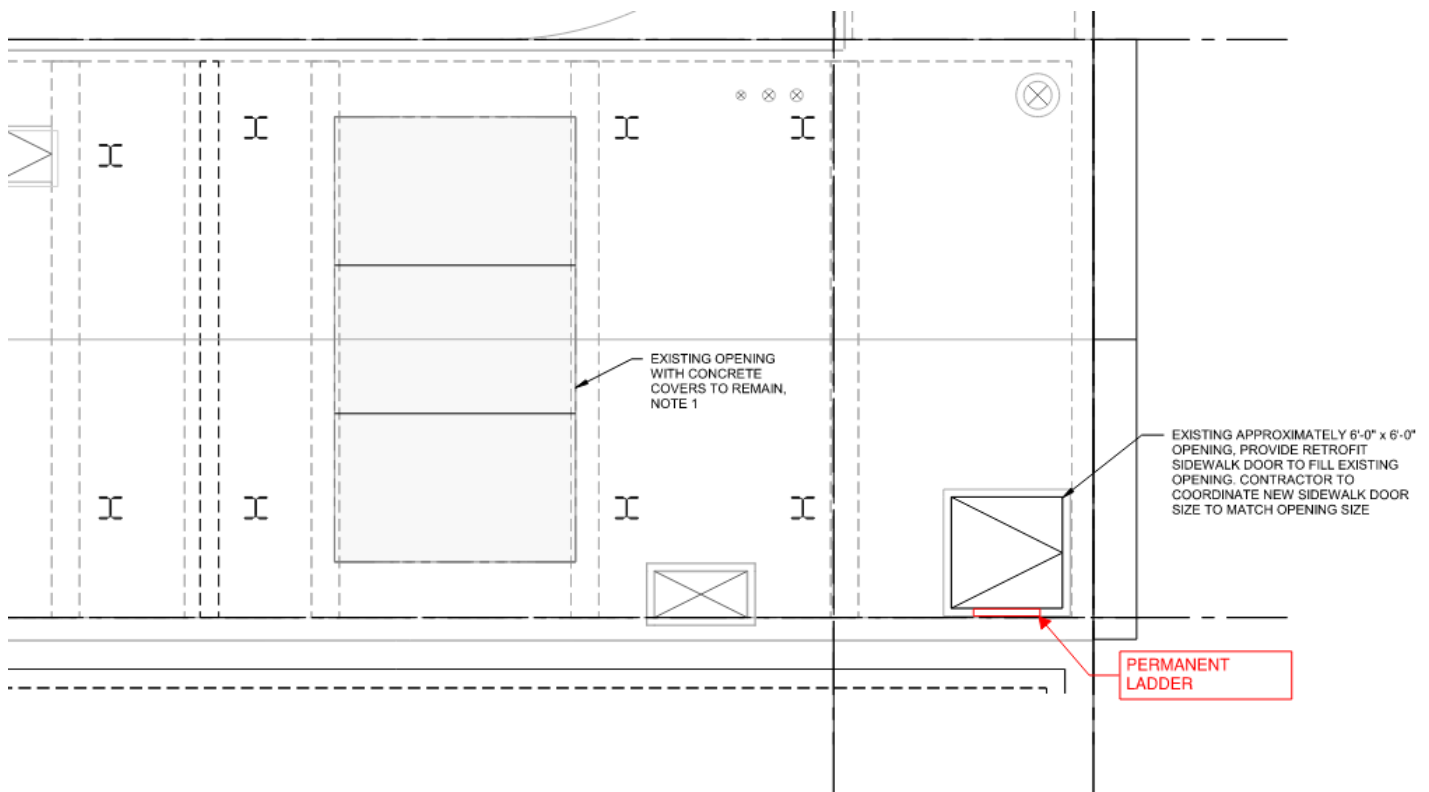 EXISTING OPENING
WITH CONCRETE
COVERS TO REMAIN,
NOTE 1
EXISTING APPROXIMATELY 6'-0" x 6'-0"
OPENING, PROVIDE RETROFIT
SIDEWALK DOOR TO FILL EXISTING
OPENING. CONTRACTOR TO
COORDINATE NEW SIDEWALK DOOR
SIZE TO MATCH OPENING SIZE
PERMANENT
LADDER